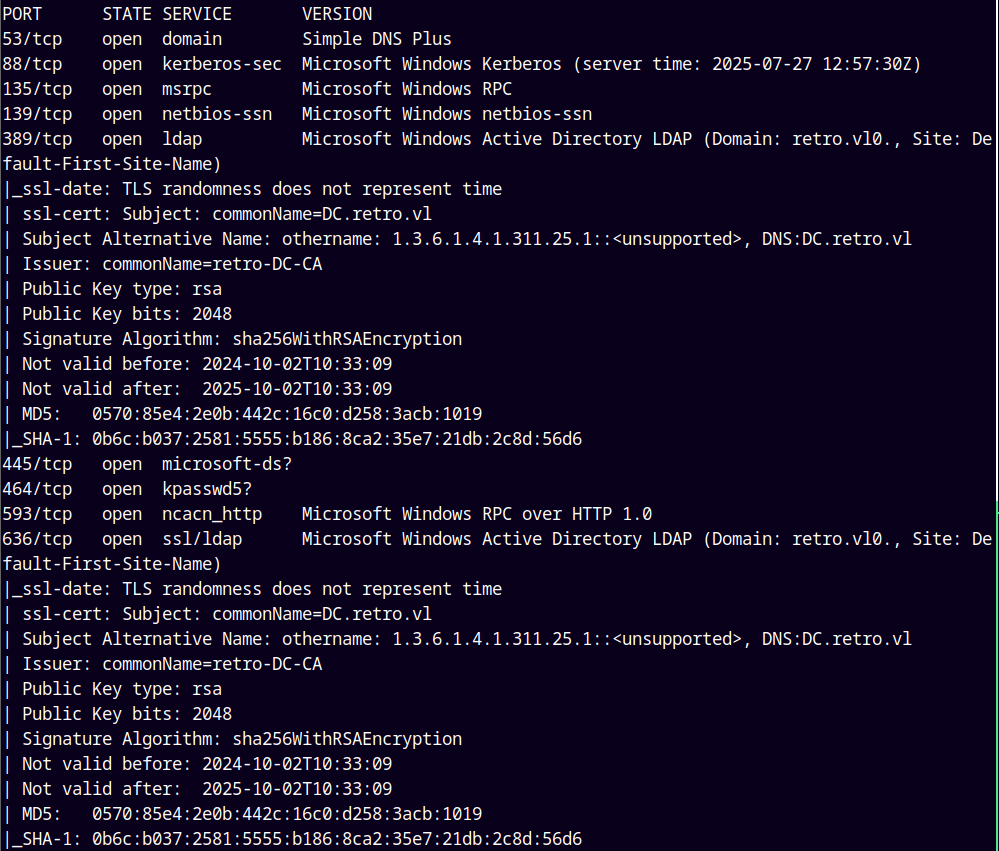 PORT      STATE SERVICE       VERSION
53/tcp    open  domain        Simple DNS Plus
88/tcp    open  kerberos-sec  Microsoft Windows Kerberos (server time: 2025-07-27 12:57:30Z)
135/tcp   open  msrpc         Microsoft Windows RPC
139/tcp   open  netbios-ssn   Microsoft Windows netbios-ssn
389/tcp   open  ldap          Microsoft Windows Active Directory LDAP (Domain: retro.vl0., Site: De
fault-First-Site-Name)
|_ssl-date: TLS randomness does not represent time
| ssl-cert: Subject: commonName=DC.retro.vl
| Subject Alternative Name: othername: 1.3.6.1.4.1.311.25.1::<unsupported>, DNS:DC.retro.vl
| Issuer: commonName=retro-DC-CA
| Public Key type: rsa
| Public Key bits: 2048
| Signature Algorithm: sha256WithRSAEncryption
| Not valid before: 2024-10-02T10:33:09
| Not valid after:  2025-10-02T10:33:09
| MD5:   0570:85e4:2e0b:442c:16c0:d258:3acb:1019
|_SHA-1: 0b6c:b037:2581:5555:b186:8ca2:35e7:21db:2c8d:56d6
445/tcp   open  microsoft-ds?
464/tcp   open  kpasswd5?
593/tcp   open  ncacn_http    Microsoft Windows RPC over HTTP 1.0
636/tcp   open  ssl/ldap      Microsoft Windows Active Directory LDAP (Domain: retro.vl0., Site: De
fault-First-Site-Name)
|_ssl-date: TLS randomness does not represent time
| ssl-cert: Subject: commonName=DC.retro.vl
| Subject Alternative Name: othername: 1.3.6.1.4.1.311.25.1::<unsupported>, DNS:DC.retro.vl
| Issuer: commonName=retro-DC-CA
| Public Key type: rsa
| Public Key bits: 2048
| Signature Algorithm: sha256WithRSAEncryption
| Not valid before: 2024-10-02T10:33:09
| Not valid after:  2025-10-02T10:33:09
| MD5:   0570:85e4:2e0b:442c:16c0:d258:3acb:1019
|_SHA-1: 0b6c:b037:2581:5555:b186:8ca2:35e7:21db:2c8d:56d6